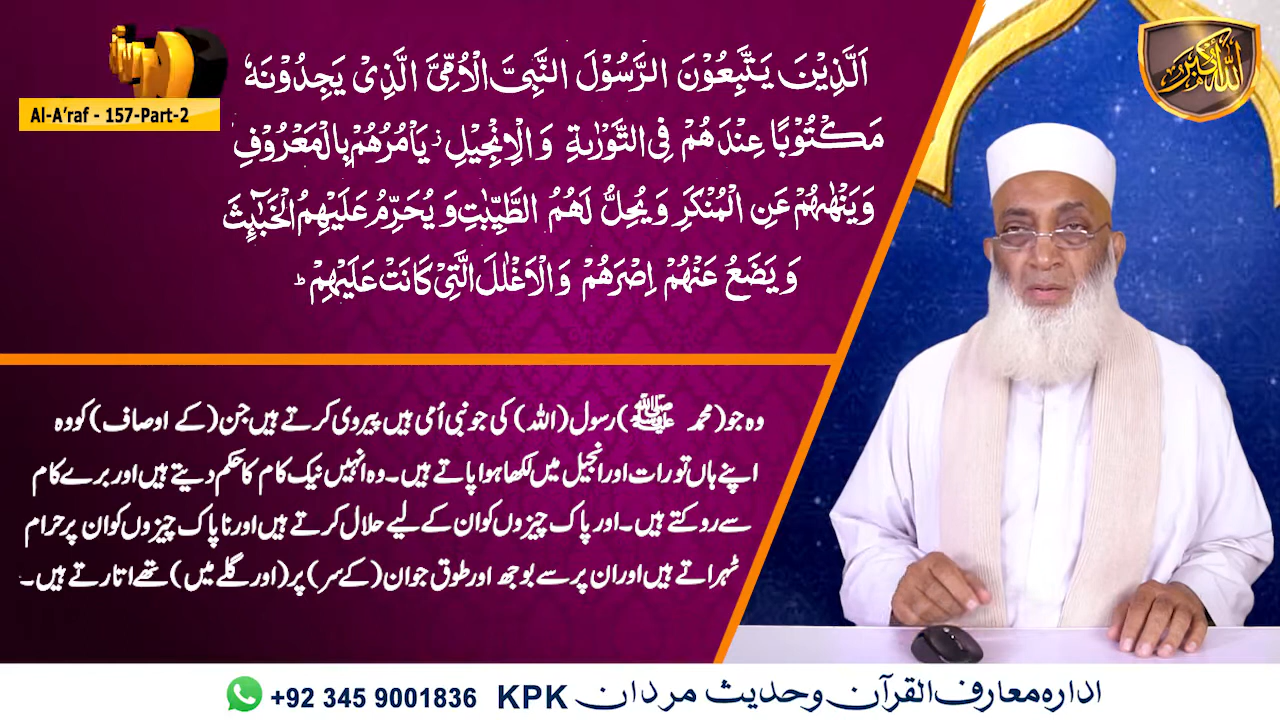 Al-A'raf - 157-Part-2
اَلَّذِيْنَ يَتَّبِعُوْنَ الرَّسُوْلَ النَّبِيَّ الْاُمِّيَّ الَّذِيْ يَجِدُوْنَهٗ
مَكْتُوْبًا عِنْدَهُمْ فِي التَّوْرٰىةِ وَ الْاِنْجِيْلِ ز يَاْمُرُهُمْ بِالْمَعْرُوْفِ
وَ يَنْهٰىهُمْ عَنِ الْمُنْكَرِ وَ يُحِلُّ لَهُمُ الطَّيِّبٰتِ وَ يُحَرِّمُ عَلَيْهِمُ الْخَبٰٓئِثَ
وَ يَضَعُ عَنْهُمْ اِصْرَهُمْ وَ الْاَغْلٰلَ الَّتِيْ كَانَتْ عَلَيْهِمْ ؕ
وہ جو (محمد ﷺ) رسول (اللہ) کی جو نبی اُمی ہیں پیروی کرتے ہیں جن (کے اوصاف) کو وہ
اپنے ہاں تورات اور انجیل میں لکھا ہوا پاتے ہیں۔ وہ انہیں نیک کام کا حکم دیتے ہیں اور برے کام
سے روکتے ہیں۔ اور پاک چیزوں کو ان کے لیے حلال کرتے ہیں اور ناپاک چیزوں کو ان پر حرام
ٹہراتے ہیں اور ان پر سے بوجھ اور طوق جو ان (کے سر) پر (اور گلے میں) تھے اتارتے ہیں۔
الله أكبر
+92 345 9001836 KPK ادارہ معارف القرآن و حدیث مردان